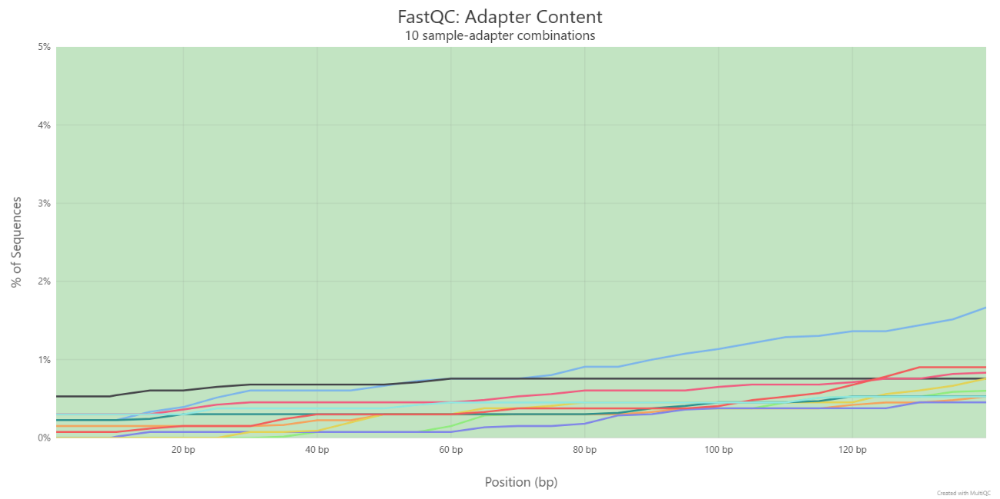 FastQC: Adapter Content
10 sample-adapter combinations
5%
4%
3%
2%
1%
0%
% of Sequences
20 bp
40 bp
60 bp
80 bp
100 bp
120 bp
Position (bp)
Created with MultiQC